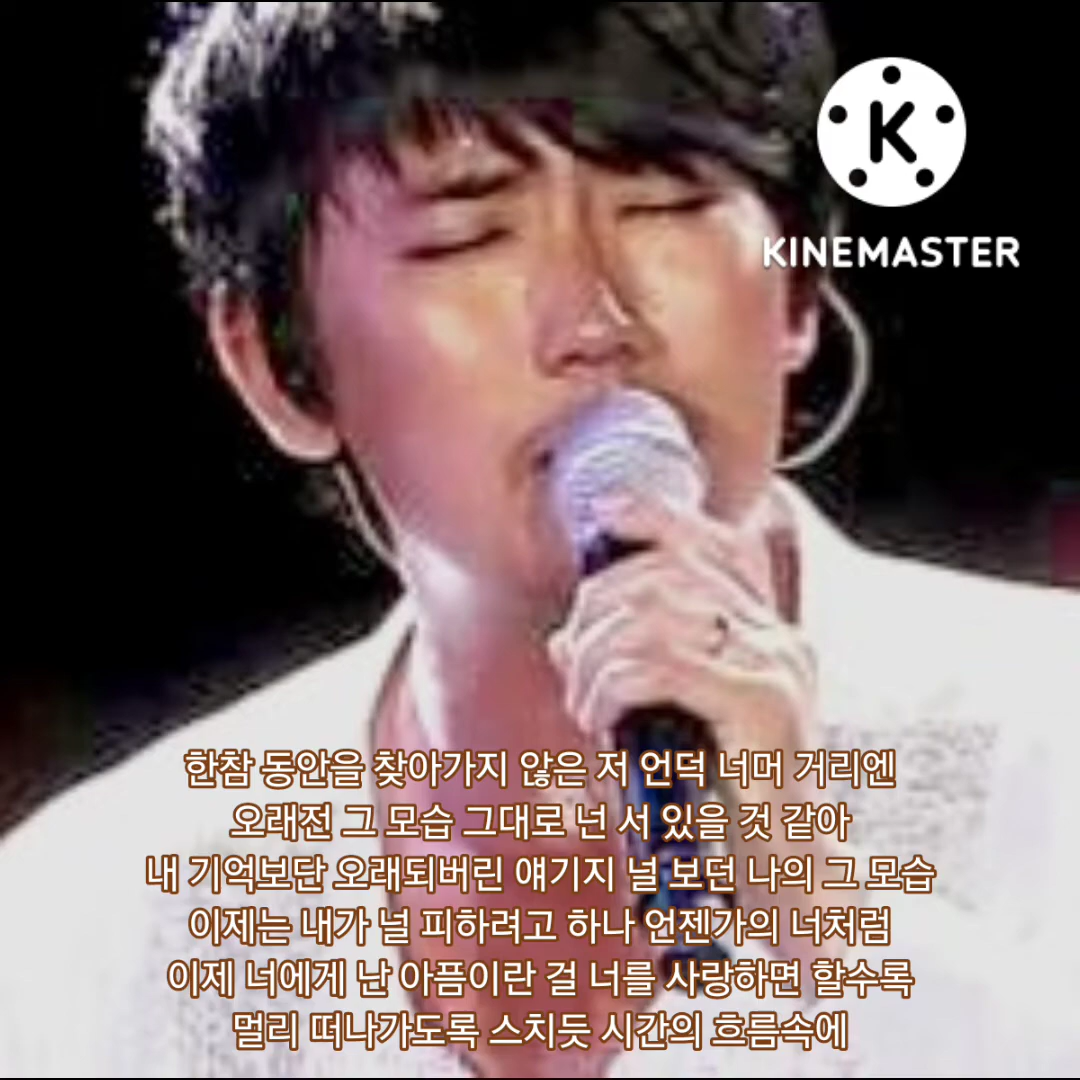 K
KINEMASTER
한참 동안을 찾아가지 않은 저 언덕 너머 거리엔
오래전 그 모습 그대로 넌 서 있을 것 같아
내 기억보단 오래되버린 얘기지 널 보던 나의 그 모습
이제는 내가 널 피하려고 하나 언젠가의 너처럼
이제 너에게 난 아픔이란 걸 너를 사랑하면 할수록
멀리 떠나가도록 스치듯 시간의 흐름속에